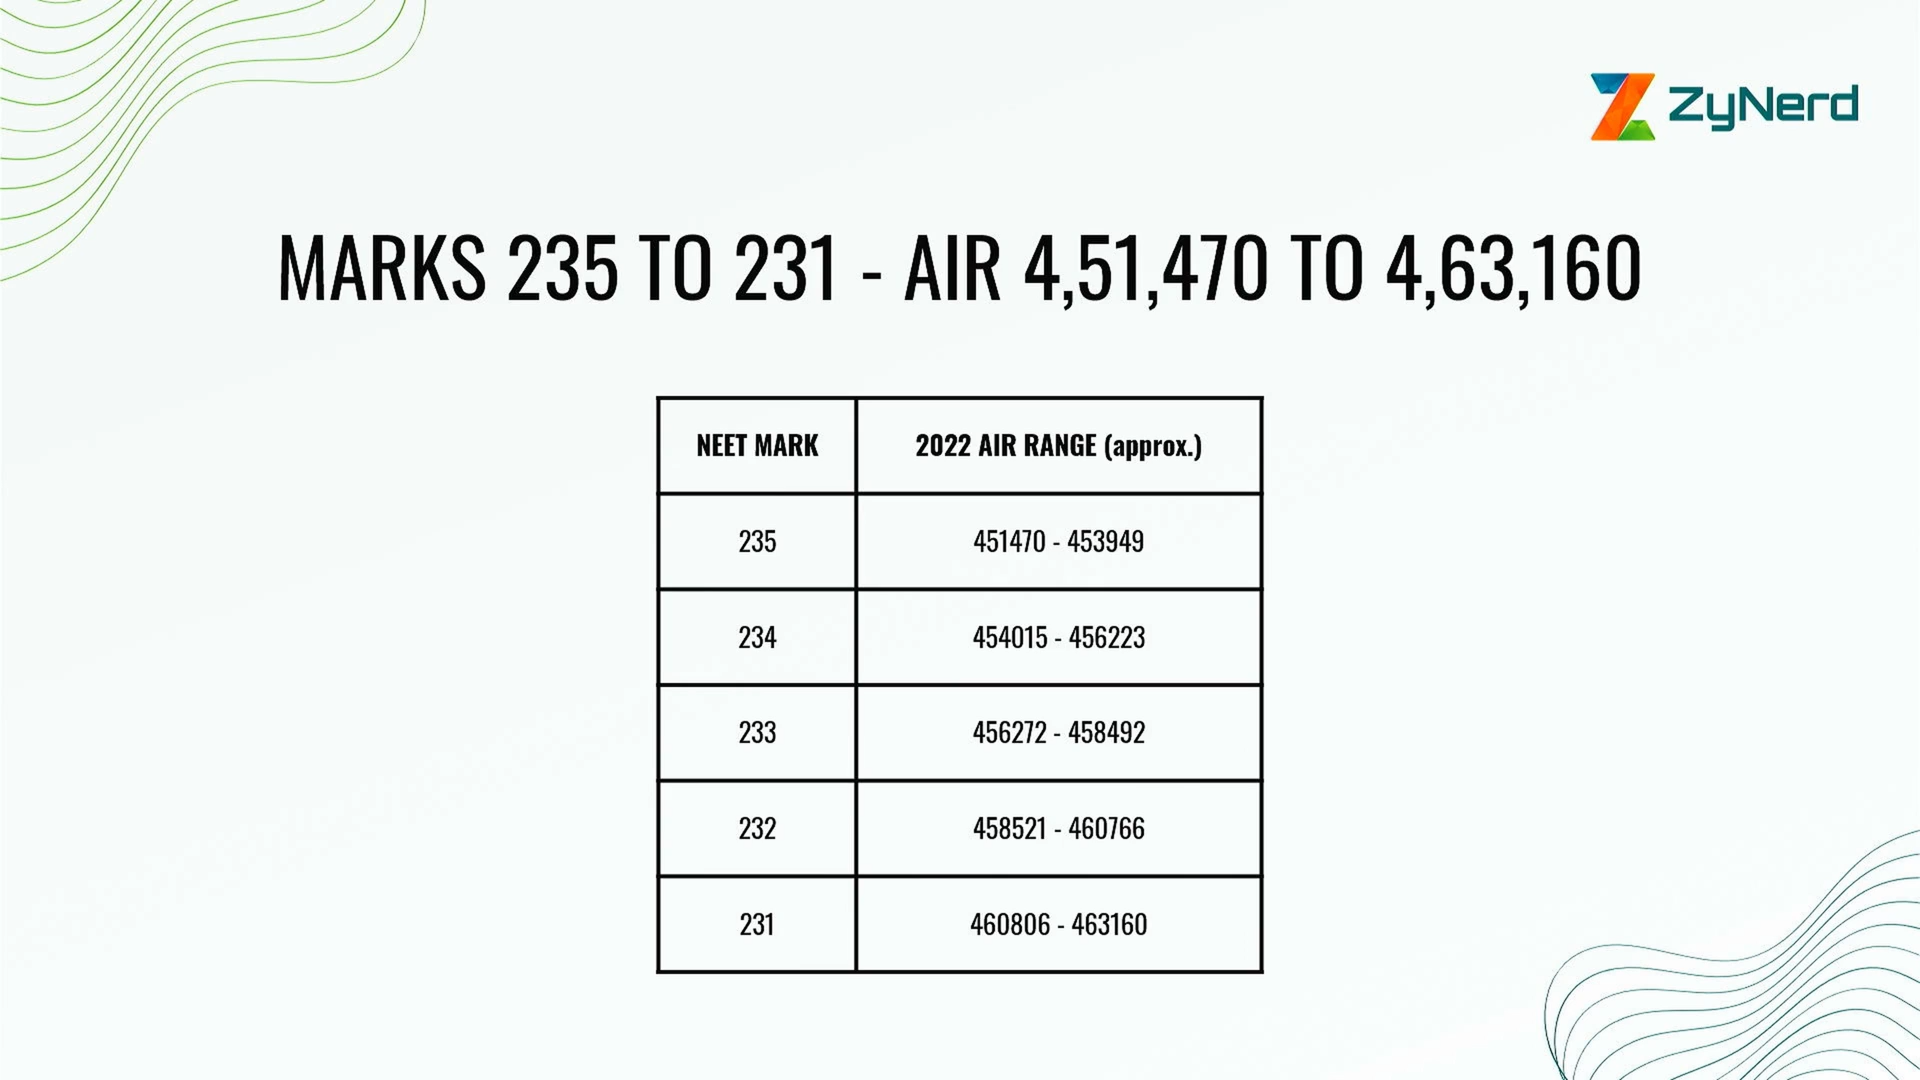 ZyNerd
MARKS 235 TO 231 - AIR 4,51,470 TO 4,63,160
NEET MARK 2022 AIR RANGE (approx.)
235 451470 - 453949
234 454015 - 456223
233 456272 - 458492
232 458521 - 460766
231 460806 - 463160